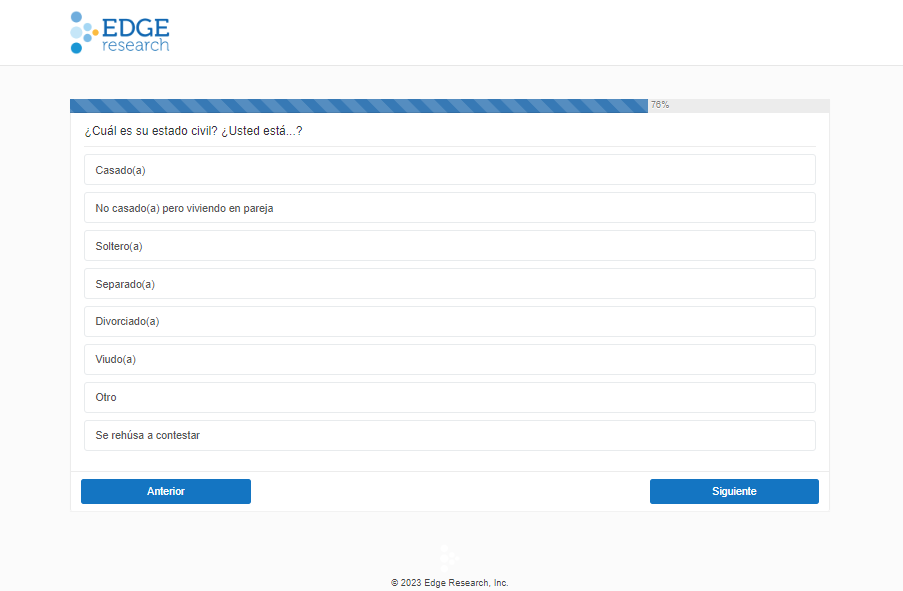 EDGE
research
76%
¿Cuál es su estado civil? ¿Usted está...?
Casado(a)
No casado(a) pero viviendo en pareja
Soltero(a)
Separado(a)
Divorciado(a)
Viudo(a)
Otro
Se rehúsa a contestar
Anterior
Siguiente
© 2023 Edge Research, Inc.